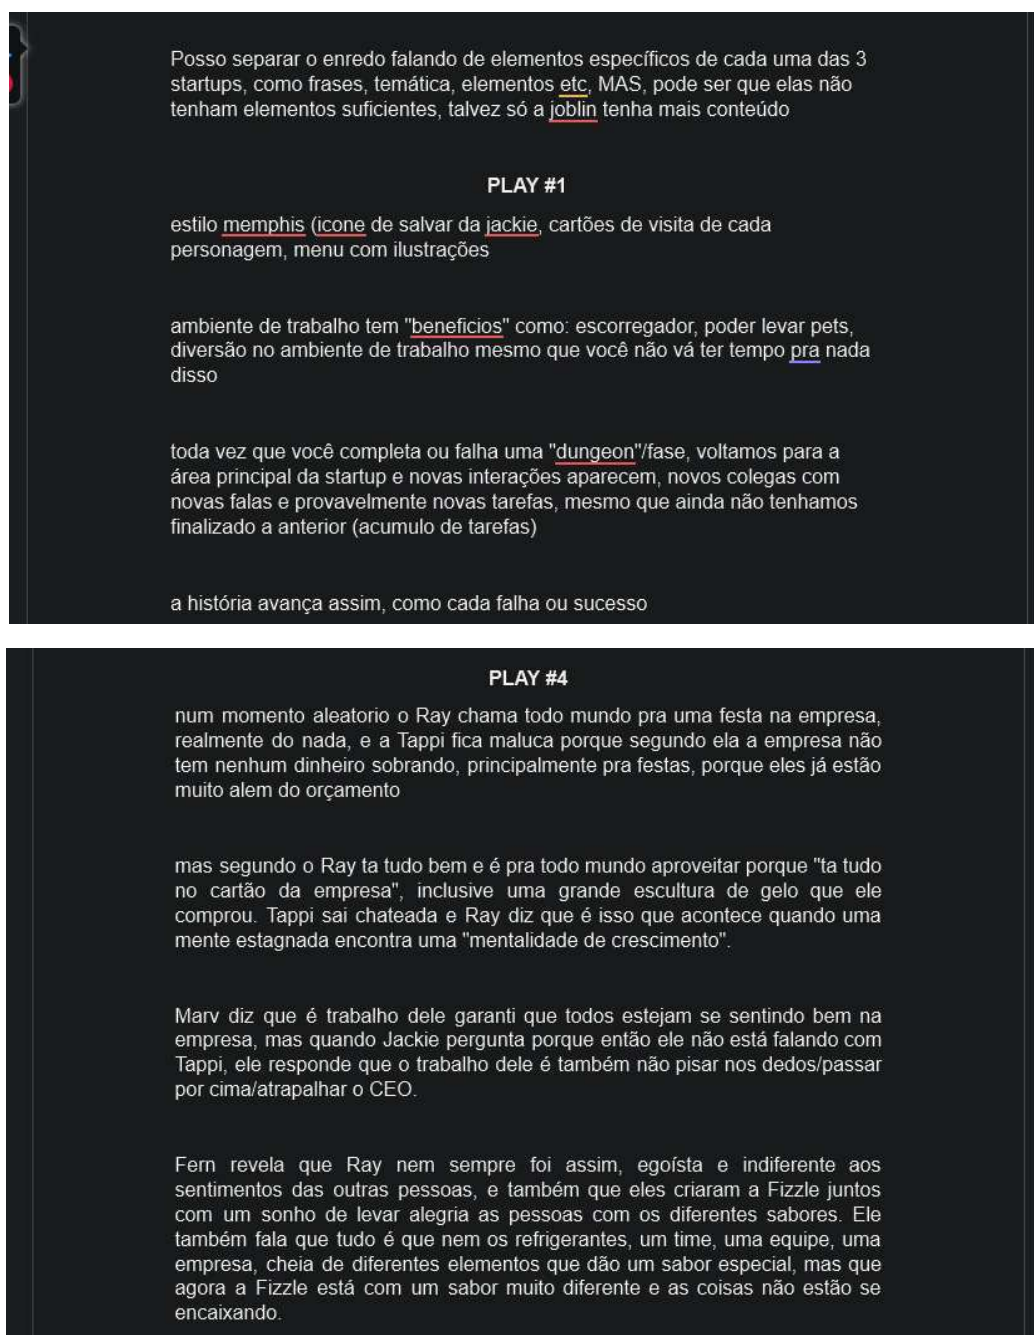 Posso separar o enredo falando de elementos específicos de cada uma das 3
startups, como frases, temática, elementos etc, MAS, pode ser que elas não
tenham elementos suficientes, talvez só a joblin tenha mais conteúdo
PLAY #1
estilo memphis (icone de salvar da jackie, cartões de visita de cada
personagem, menu com ilustrações
ambiente de trabalho tem "beneficios" como: escorregador, poder levar pets,
diversão no ambiente de trabalho mesmo que você não vá ter tempo pra nada
disso
toda vez que você completa ou falha uma "dungeon"/fase, voltamos para a
área principal da startup e novas interações aparecem, novos colegas com
novas falas e provavelmente novas tarefas, mesmo que ainda não tenhamos
finalizado a anterior (acumulo de tarefas)
a história avança assim, como cada falha ou sucesso
PLAY #4
num momento aleatorio o Ray chama todo mundo pra uma festa na empresa,
realmente do nada, e a Tappi fica maluca porque segundo ela a empresa não
tem nenhum dinheiro sobrando, principalmente pra festas, porque eles já estão
muito alem do orçamento
mas segundo o Ray ta tudo bem e é pra todo mundo aproveitar porque "ta tudo
no cartão da empresa", inclusive uma grande escultura de gelo que ele
comprou. Tappi sai chateada e Ray diz que é isso que acontece quando uma
mente estagnada encontra uma "mentalidade de crescimento".
Marv diz que é trabalho dele garanti que todos estejam se sentindo bem na
empresa, mas quando Jackie pergunta porque então ele não está falando com
Tappi, ele responde que o trabalho dele é também não pisar nos dedos/passar
por cima/atrapalhar o CEO.
Fern revela que Ray nem sempre foi assim, egoísta e indiferente aos
sentimentos das outras pessoas, e também que eles criaram a Fizzle juntos
com um sonho de levar alegria as pessoas com os diferentes sabores. Ele
também fala que tudo é que nem os refrigerantes, um time, uma equipe, uma
empresa, cheia de diferentes elementos que dão um sabor especial, mas que
agora a Fizzle está com um sabor muito diferente e as coisas não estão se
encaixando.